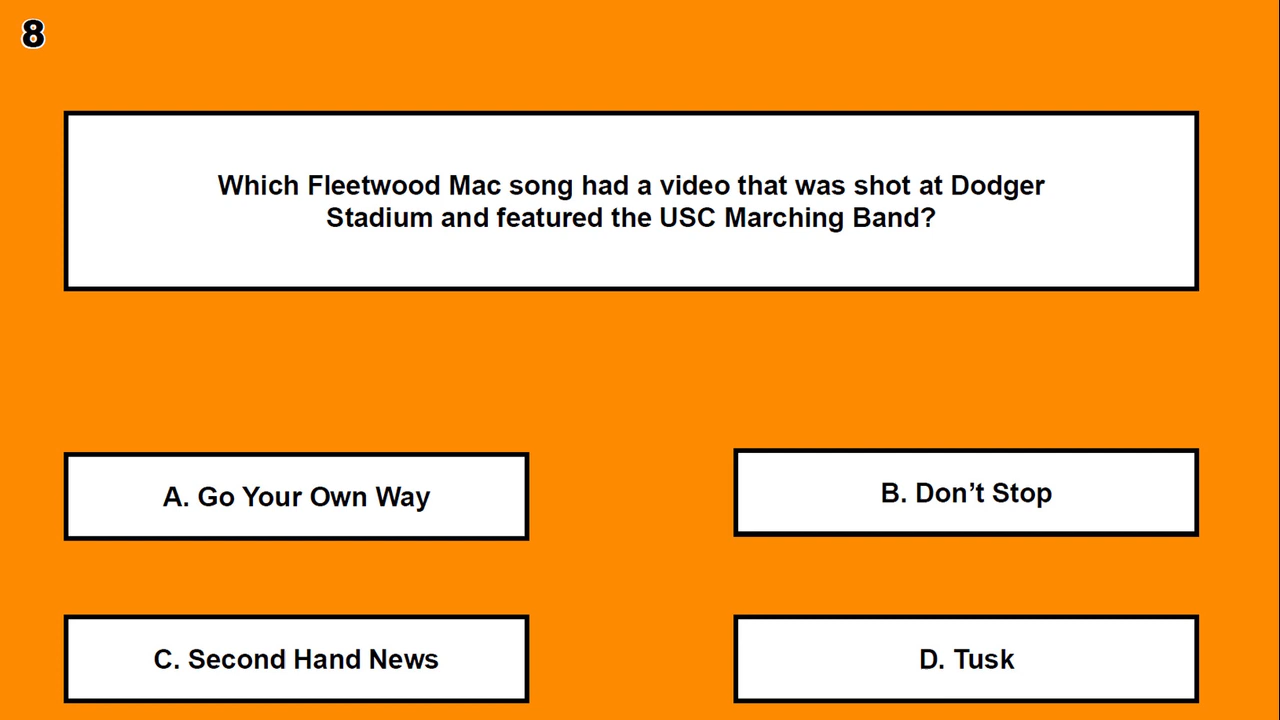 8
Which Fleetwood Mac song had a video that was shot at Dodger
Stadium and featured the USC Marching Band?
A. Go Your Own Way
B. Don’t Stop
C. Second Hand News
D. Tusk